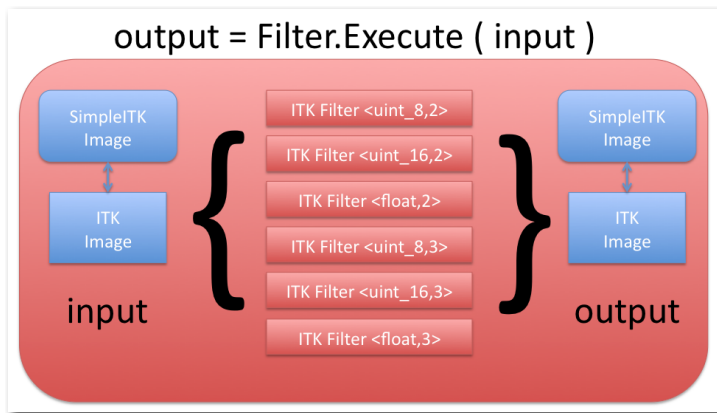 output = Filter.Execute ( input )
SimpleITK
Image
ITK
Image
input
{
ITK Filter <uint_8,2>
ITK Filter <uint_16,2>
ITK Filter <float,2>
ITK Filter <uint_8,3>
ITK Filter <uint_16,3>
ITK Filter <float,3>
}
SimpleITK
Image
ITK
Image
output